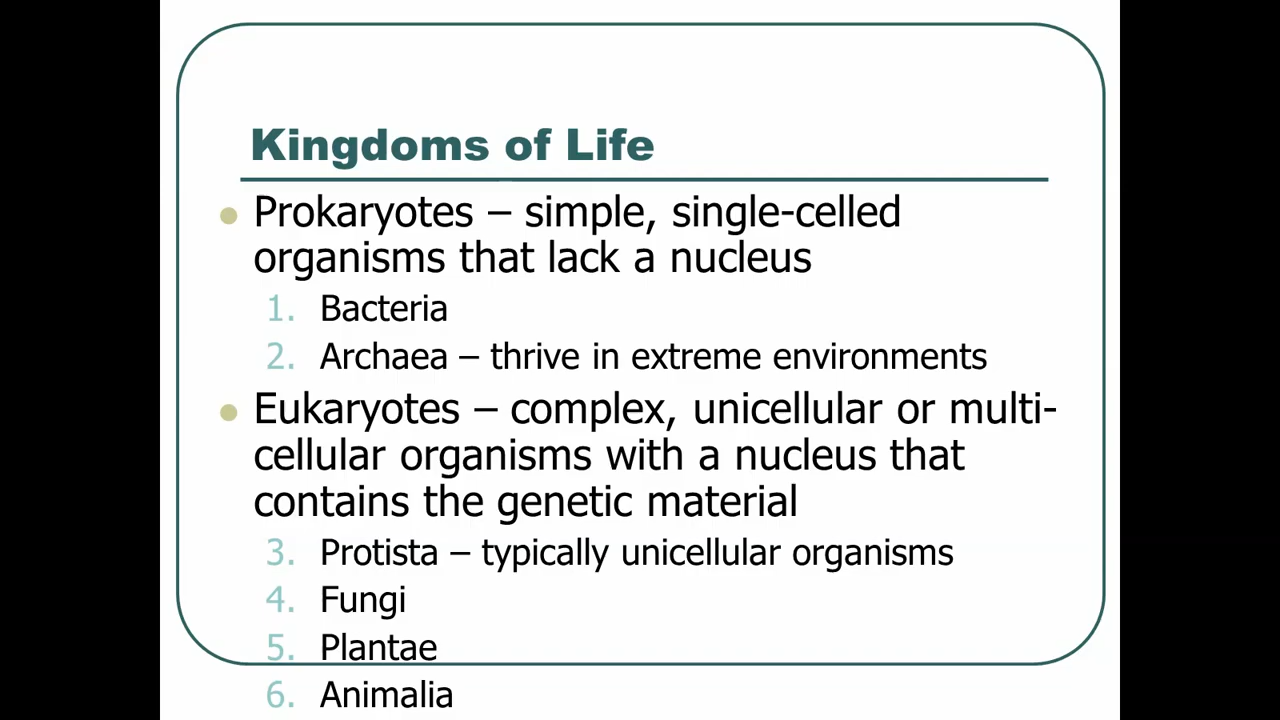 Kingdoms of Life
Prokaryotes – simple, single-celled
organisms that lack a nucleus
1. Bacteria
2. Archaea – thrive in extreme environments
Eukaryotes – complex, unicellular or multi-
cellular organisms with a nucleus that
contains the genetic material
3. Protista – typically unicellular organisms
4. Fungi
5. Plantae
6. Animalia